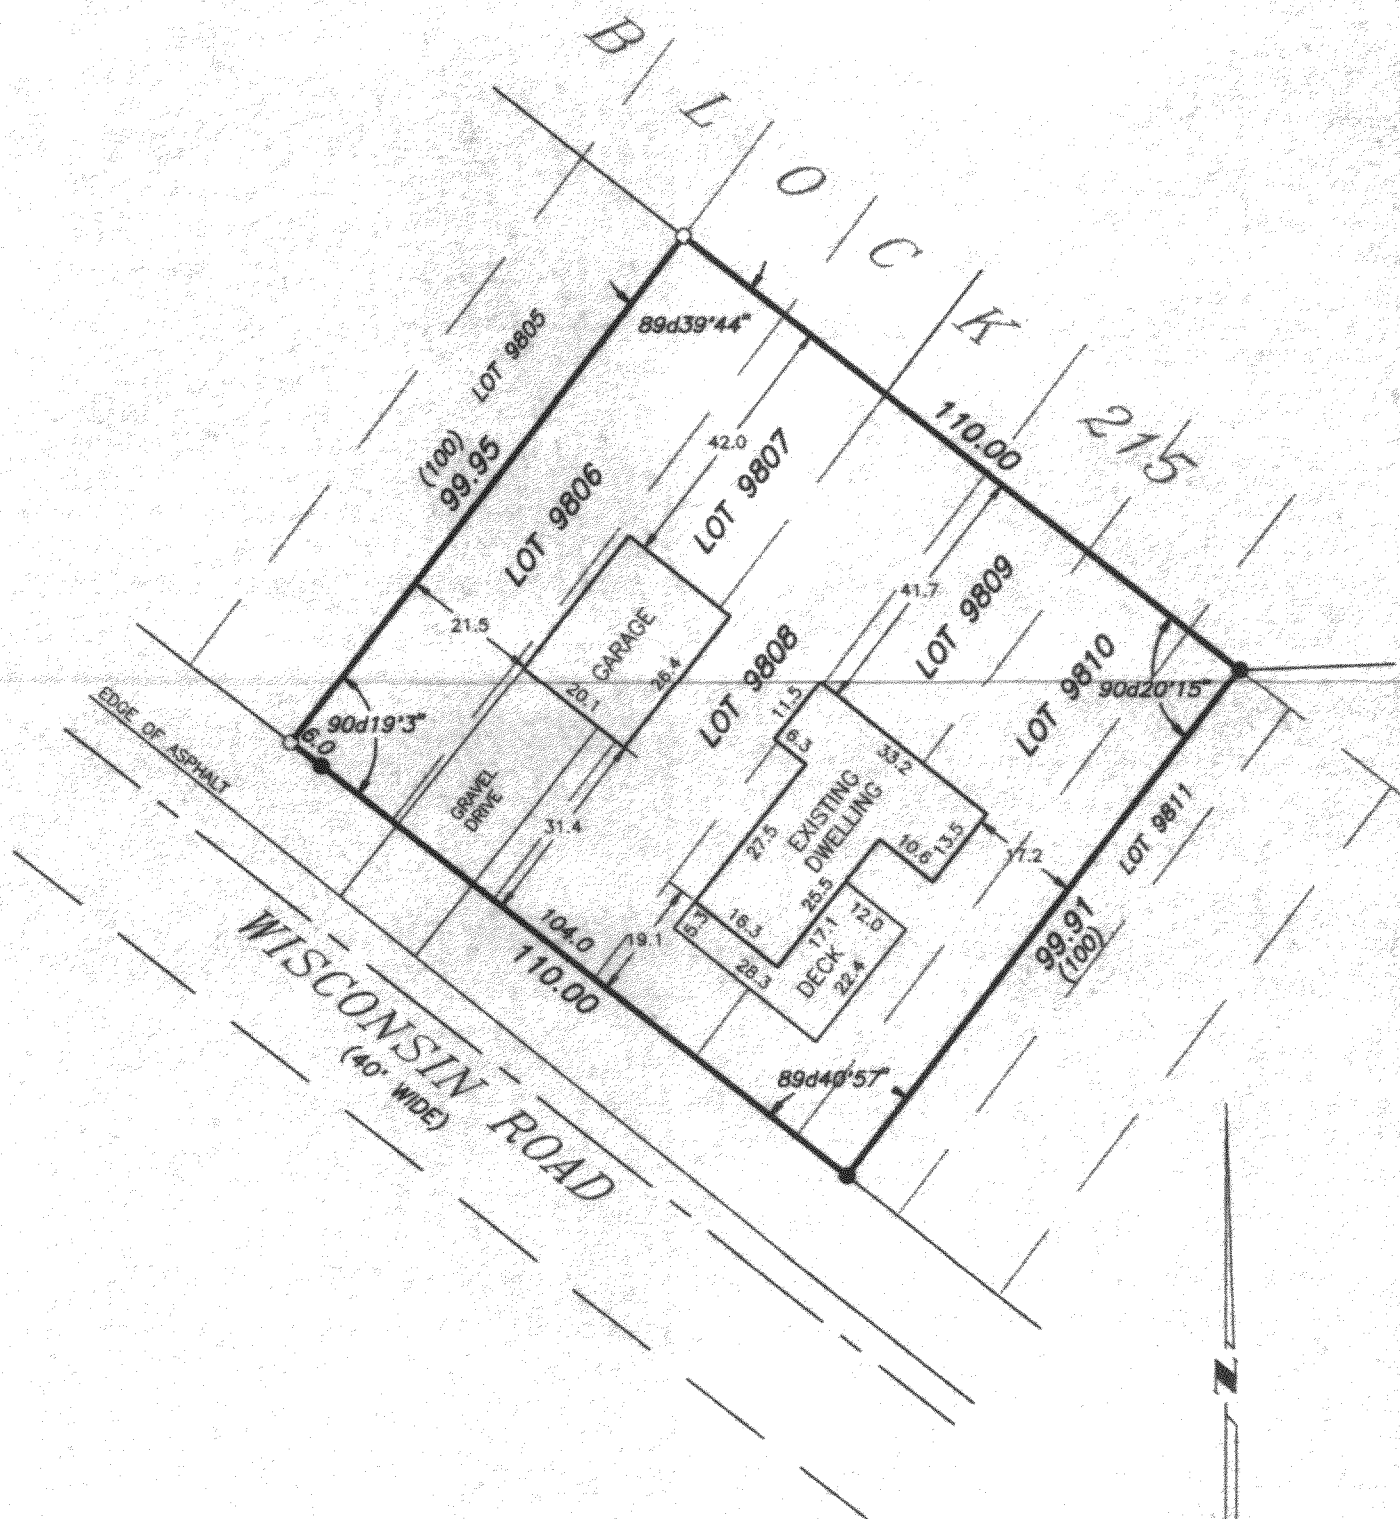 BLOCK 215
89d39'44"
LOT 9805
(100)
99.95
42.0
110.00
LOT 9806
LOT 9807
41.7
LOT 9809
GARAGE
21.5
26.4
20.1
LOT 9808
LOT 9810
90d20'15"
11.5
6.3
33.2
90d19'3"
6.0
EDGE OF ASPHALT
GRAVEL
DRIVE
31.4
EXISTING
DWELLING
27.5
10.6
13.5
17.2
LOT 9811
25.5
12.0
16.3
17.1
5.3
19.1
104.0
110.00
28.3
DECK
22.4
99.91
(100)
WISCONSIN ROAD
(40' WIDE)
89d40'57"
N